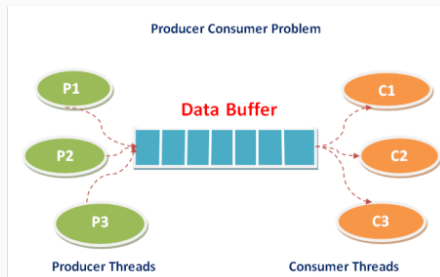 Producer Consumer Problem
P1
C1
Data Buffer
P2
C2
P3
C3
Producer Threads
Consumer Threads